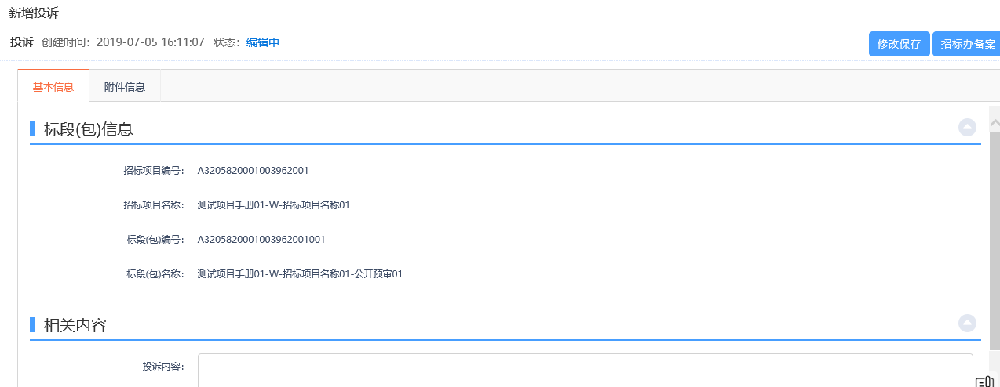 新增投诉
投诉 创建时间：2019-07-05 16:11:07 状态：编辑中
修改保存 招标办备案
基本信息 附件信息
标段(包)信息
招标项目编号： A3205820001003962001
招标项目名称： 测试项目手册01-W-招标项目名称01
标段(包)编号： A3205820001003962001001
标段(包)名称： 测试项目手册01-W-招标项目名称01-公开预审01
相关内容
投诉内容：